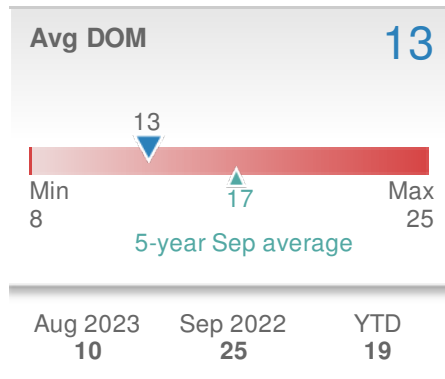 Avg DOM 13
13
Min Max
8 17 25
5-year Sep average
Aug 2023 Sep 2022 YTD
10 25 19